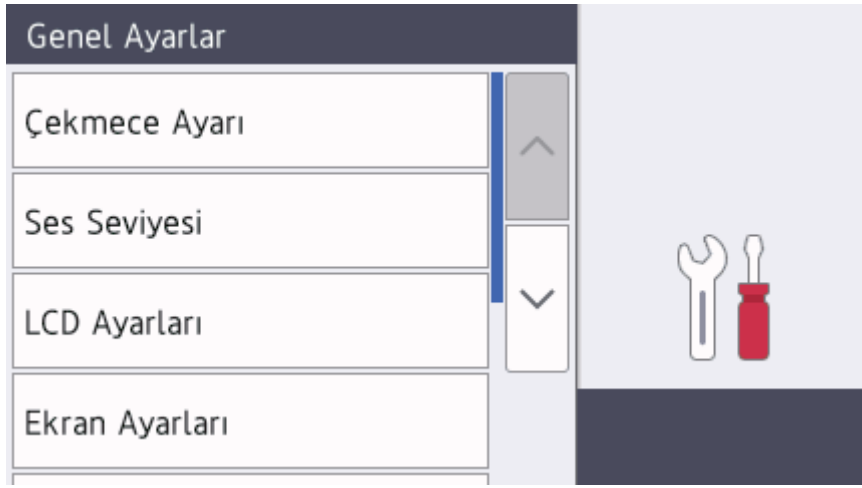 Genel Ayarlar
Çekmece Ayarı
Ses Seviyesi
LCD Ayarları
Ekran Ayarları